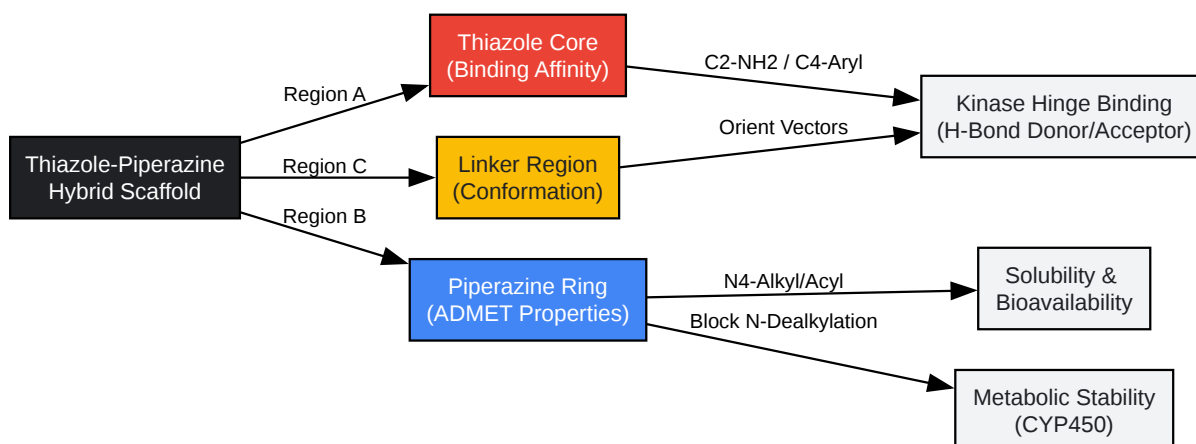 Thiazole-Piperazine
Hybrid Scaffold
Region A
Region C
Region B
Thiazole Core
(Binding Affinity)
Linker Region
(Conformation)
Piperazine Ring
(ADMET Properties)
C2-NH2 / C4-Aryl
Orient Vectors
N4-Alkyl/Acyl
Block N-Dealkylation
Kinase Hinge Binding
(H-Bond Donor/Acceptor)
Solubility &
Bioavailability
Metabolic Stability
(CYP450)